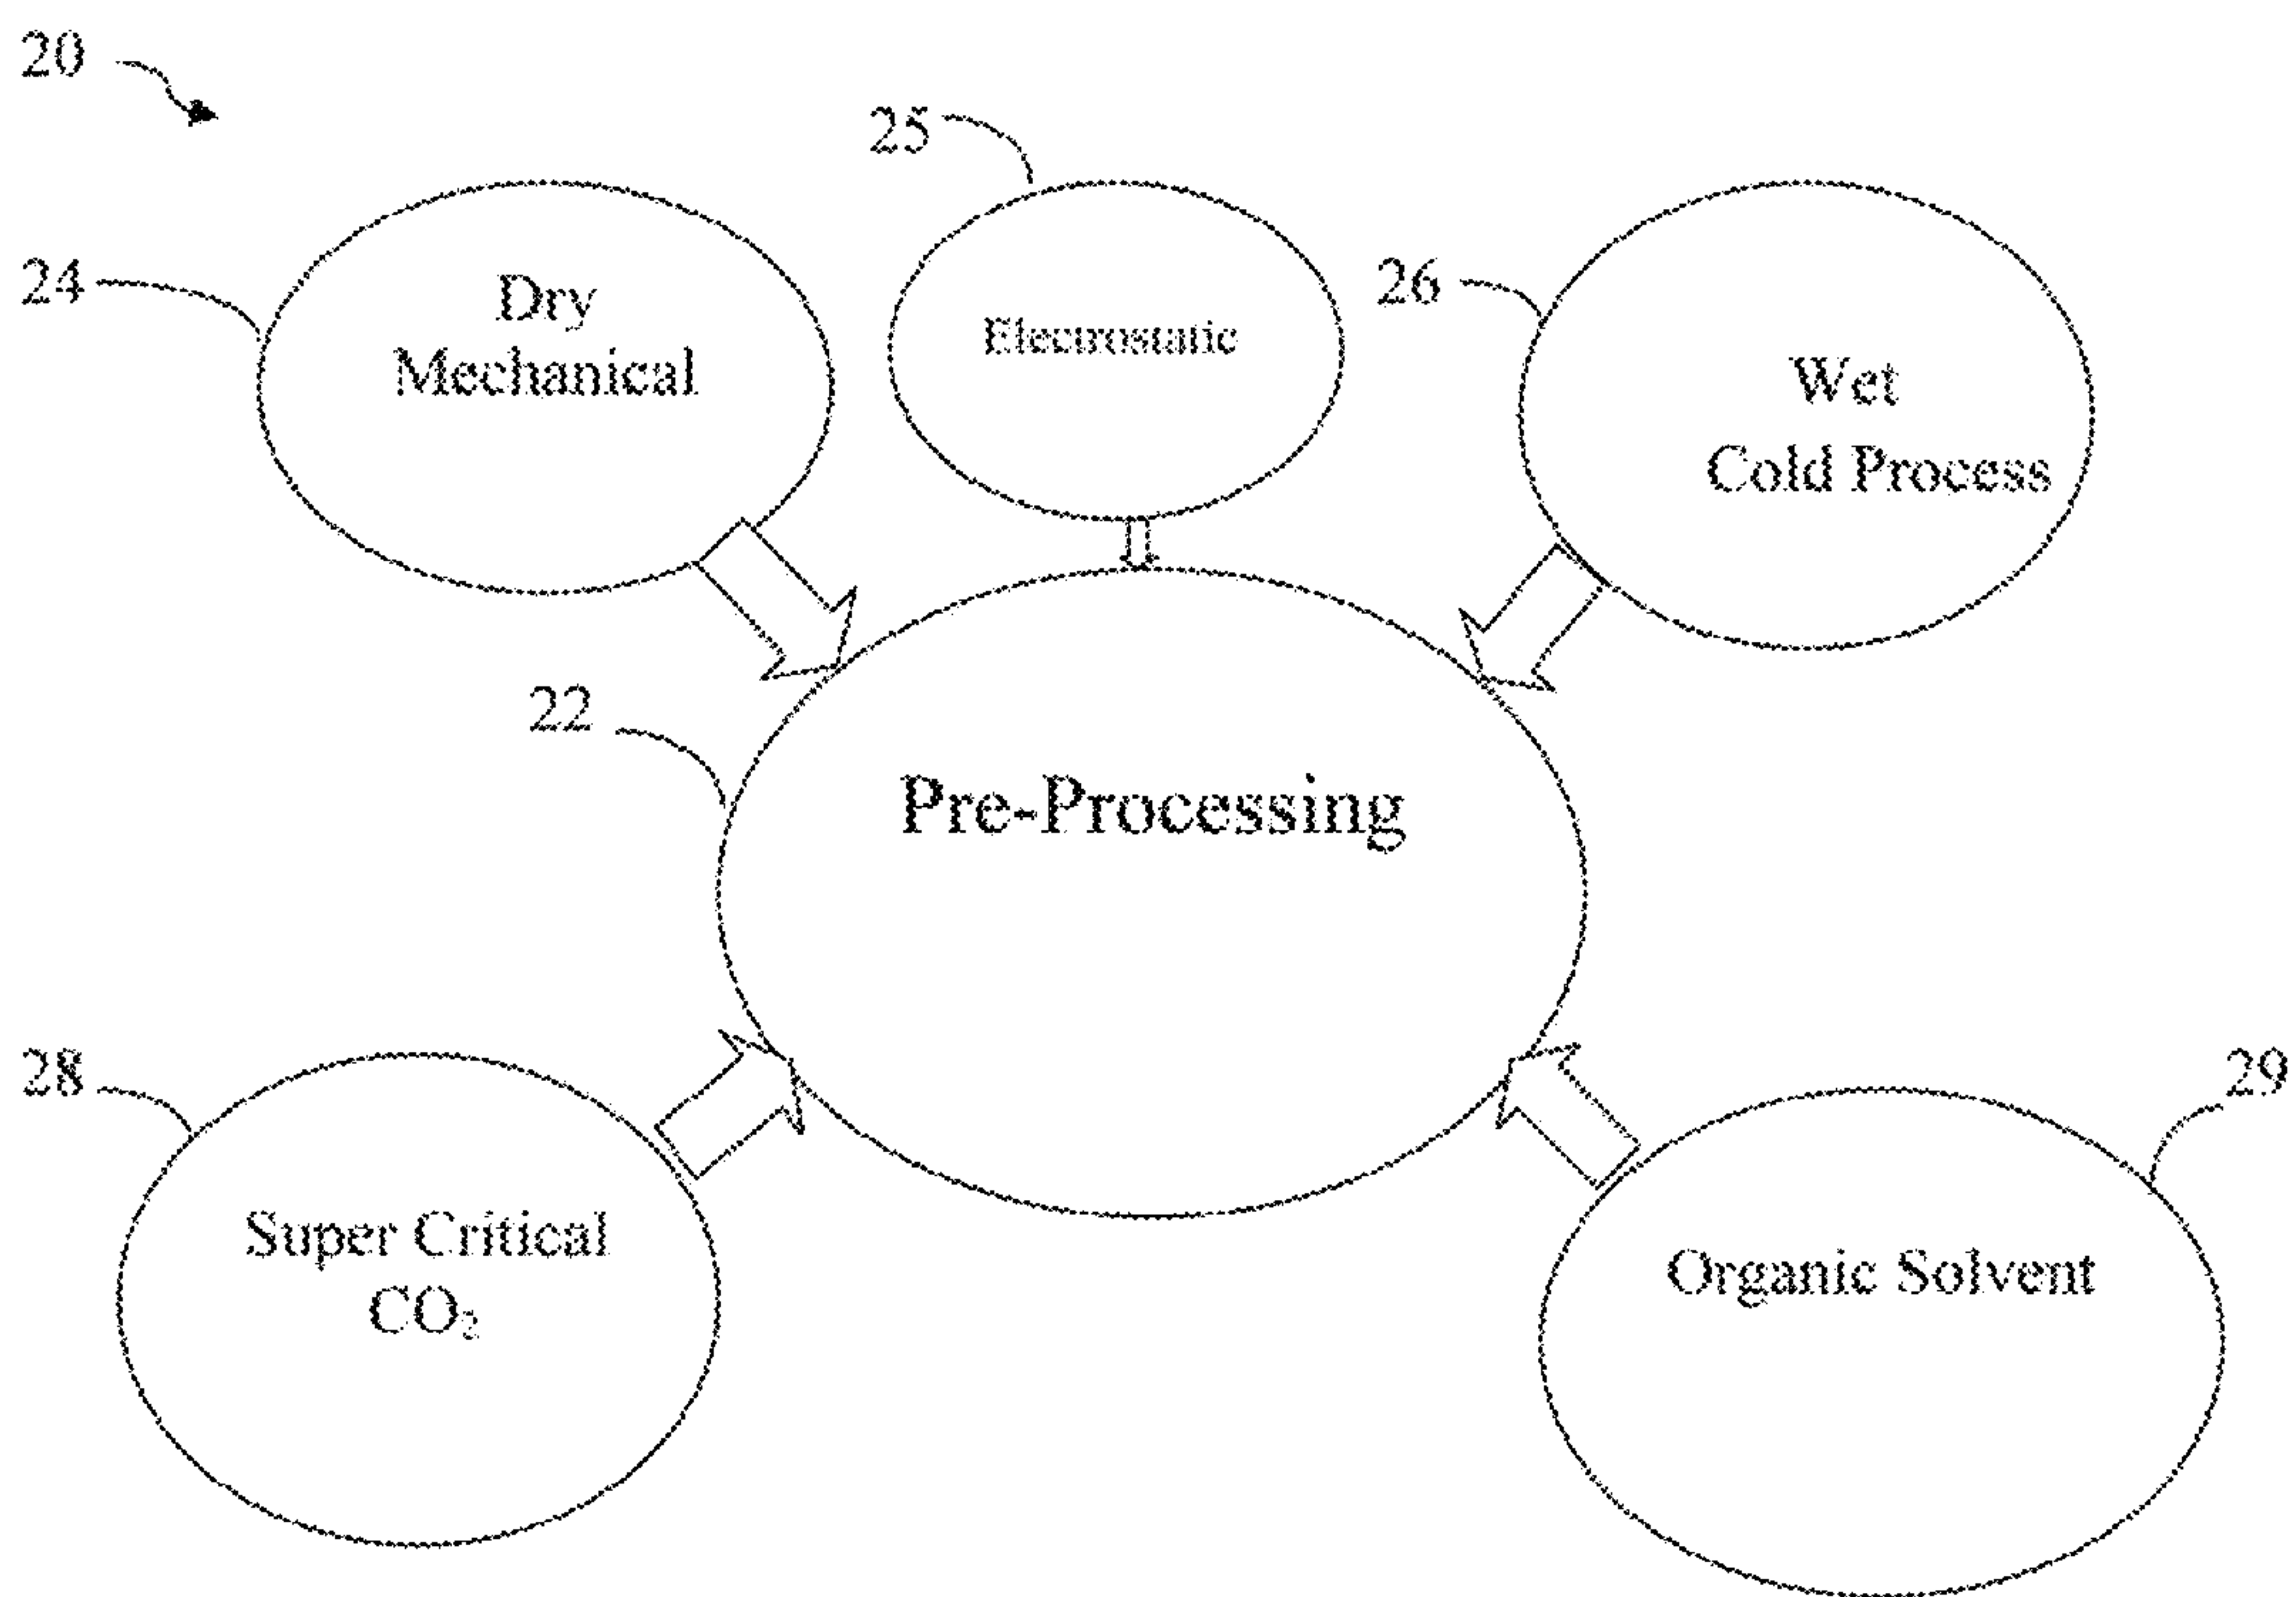 20
25
24
Dry
Mechanical
Electrostatic
26
Wet
Cold Process
22
Pre-Processing
28
Super Critical
CO₂
29
Organic Solvent